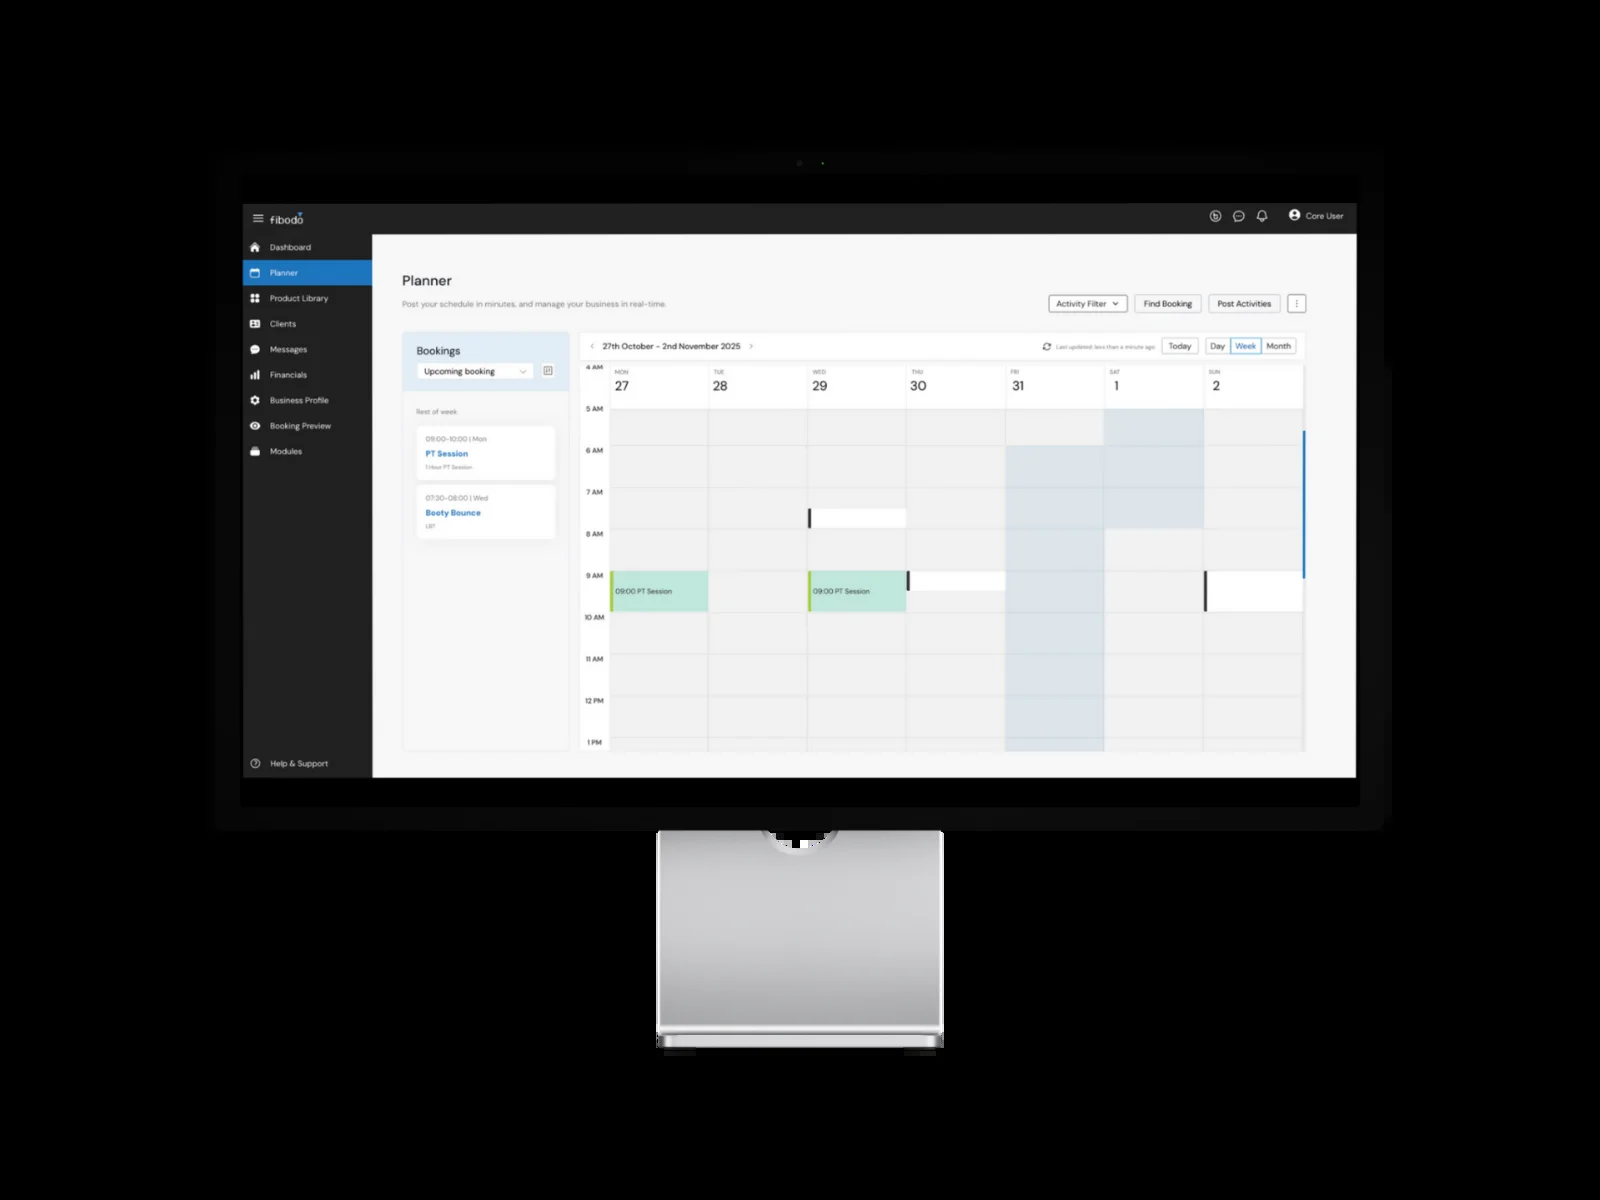 fibodo
Core User
Dashboard
Planner
Product Library
Clients
Messages
Financials
Business Profile
Booking Preview
Modules
Help & Support
Planner
Post your schedule in minutes, and manage your business in real-time.
Activity Filter
Find Booking
Post Activities
Bookings
Upcoming booking
Rest of week
09:00-10:00 | Mon
PT Session
1 Hour PT Session
07:30-08:00 | Wed
Booty Bounce
LBT
27th October - 2nd November 2025
Last updated: less than a minute ago
Today
Day
Week
Month
MON
27
TUE
28
WED
29
THU
30
FRI
31
SAT
1
SUN
2
4 AM
5 AM
6 AM
7 AM
8 AM
9 AM
10 AM
11 AM
12 PM
1 PM
09:00 PT Session
09:00 PT Session